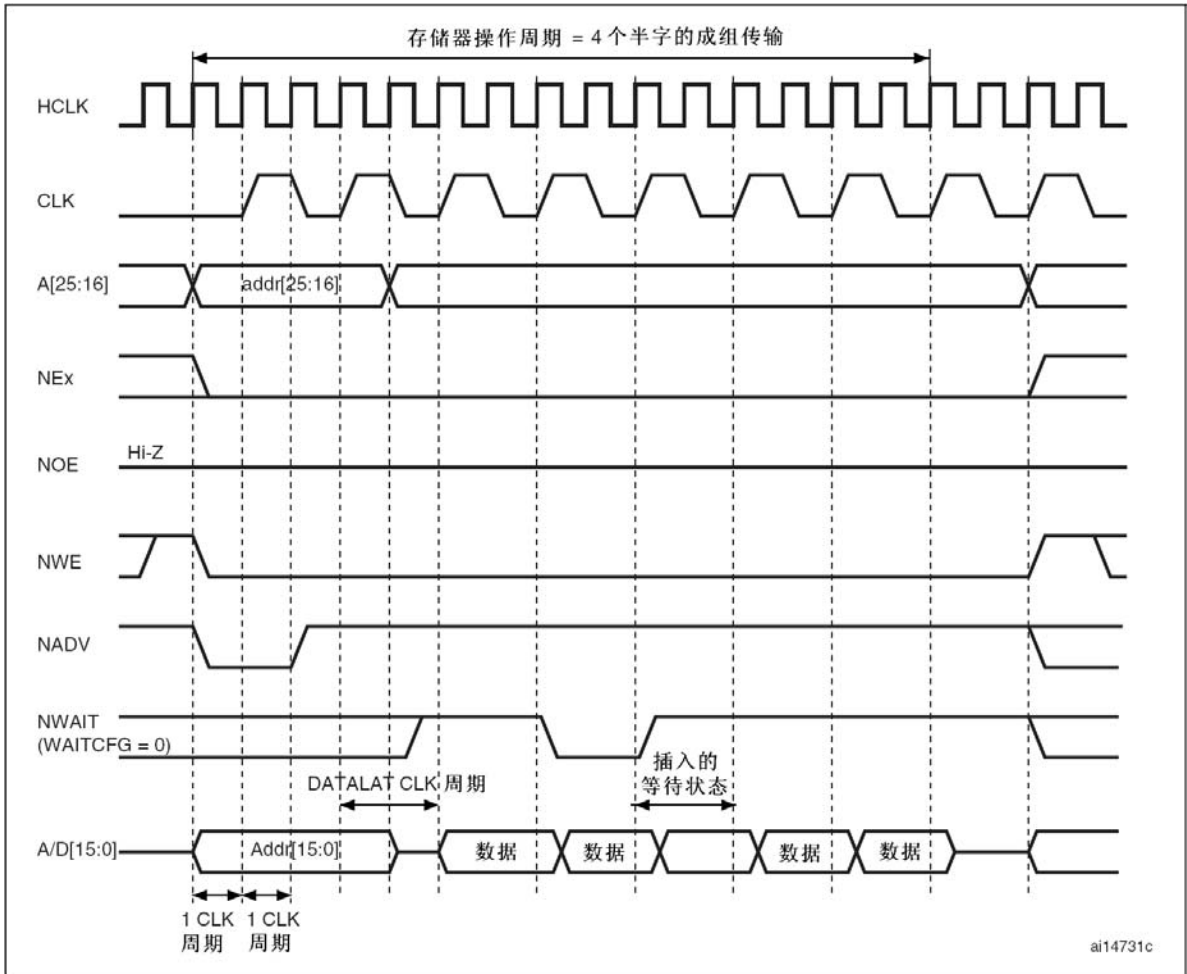 存储器操作周期 = 4个半字的成组传输
HCLK
CLK
A[25:16]
addr[25:16]
NEx
NOE
Hi-Z
NWE
NADV
NWAIT
(WAITCFG = 0)
DATALAT CLK 周期
插入的
等待状态
A/D[15:0]
Addr[15:0]
数据
数据
数据
数据
1 CLK
周期
1 CLK
周期
ai14731c